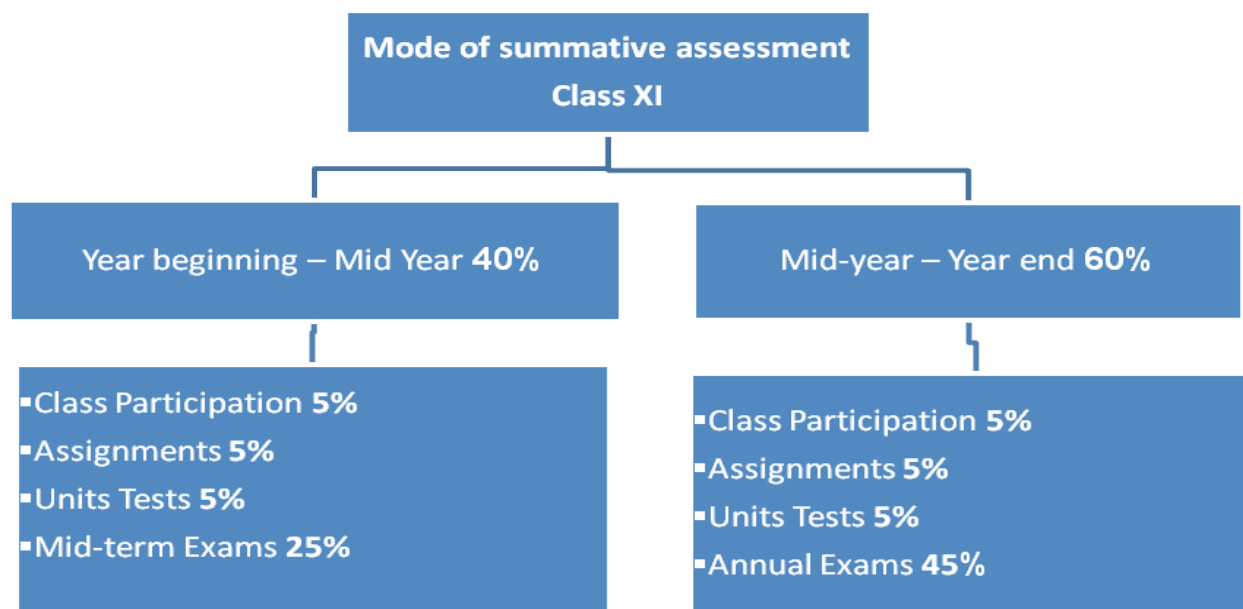 Mode of summative assessment
Class XI
Year beginning – Mid Year 40%
Mid-year – Year end 60%
▪Class Participation 5%
▪Assignments 5%
▪Units Tests 5%
▪Mid-term Exams 25%
▪Class Participation 5%
▪Assignments 5%
▪Units Tests 5%
▪Annual Exams 45%